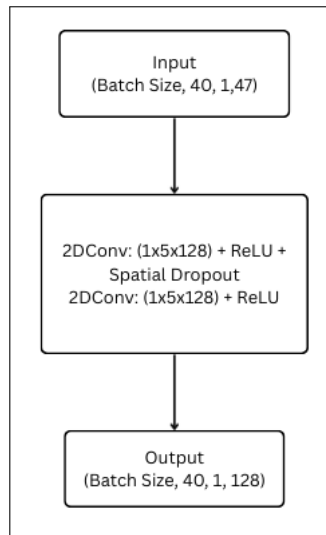 Input
(Batch Size, 40, 1,47)
2DConv: (1x5x128) + ReLU +
Spatial Dropout
2DConv: (1x5x128) + ReLU
Output
(Batch Size, 40, 1, 128)